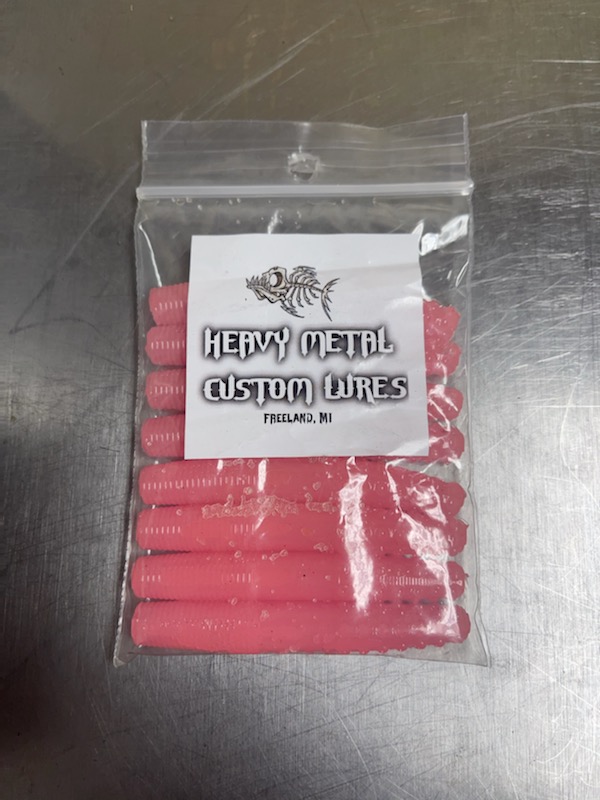 HEAVY METAL
CUSTOM LURES
FREELAND, MI